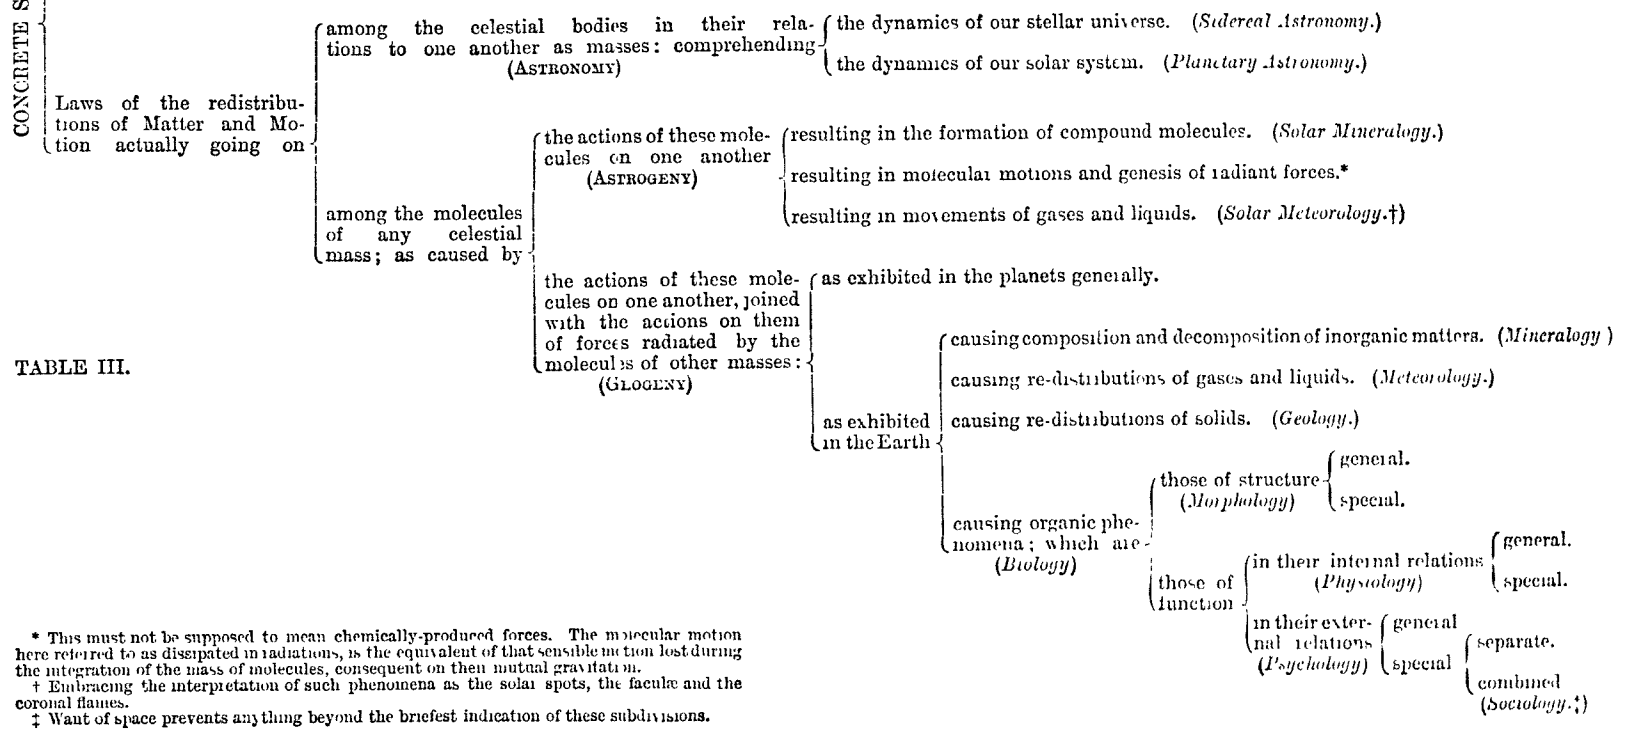 CONCRETE S
Laws of the redistribu-
tions of Matter and Mo-
tion actually going on
among the celestial bodies in their rela-
tions to one another as masses: comprehending
(ASTRONOMY)
the dynamics of our stellar universe. (Sidereal Astronomy.)
the dynamics of our solar system. (Planetary Astronomy.)
among the molecules
of any celestial
mass; as caused by
the actions of these mole-
cules on one another
(ASTROGENY)
resulting in the formation of compound molecules. (Solar Mineralogy.)
resulting in molecular motions and genesis of radiant forces.*
resulting in movements of gases and liquids. (Solar Meteorology.†)
the actions of these mole-
cules on one another, joined
with the actions on them
of forces radiated by the
molecules of other masses:
(GEOGENY)
as exhibited in the planets generally.
as exhibited
in the Earth
causing composition and decomposition of inorganic matters. (Mineralogy )
causing re-distributions of gases and liquids. (Meteorology.)
causing re-distributions of solids. (Geology.)
causing organic phe-
nomena; which are
(Biology)
those of structure
(Morphology)
general.
special.
those of
function
in their internal relations
(Physiology)
general.
special.
in their exter-
nal relations
(Psychology)
general
special
separate.
combined
(Sociology.‡)
TABLE III.
* This must not be supposed to mean chemically-produced forces. The molecular motion
here referred to as dissipated in radiations, is the equivalent of that sensible motion lost during
the integration of the mass of molecules, consequent on their mutual gravitation.
† Embracing the interpretation of such phenomena as the solar spots, the faculæ and the
coronal flames.
‡ Want of space prevents anything beyond the briefest indication of these subdivisions.